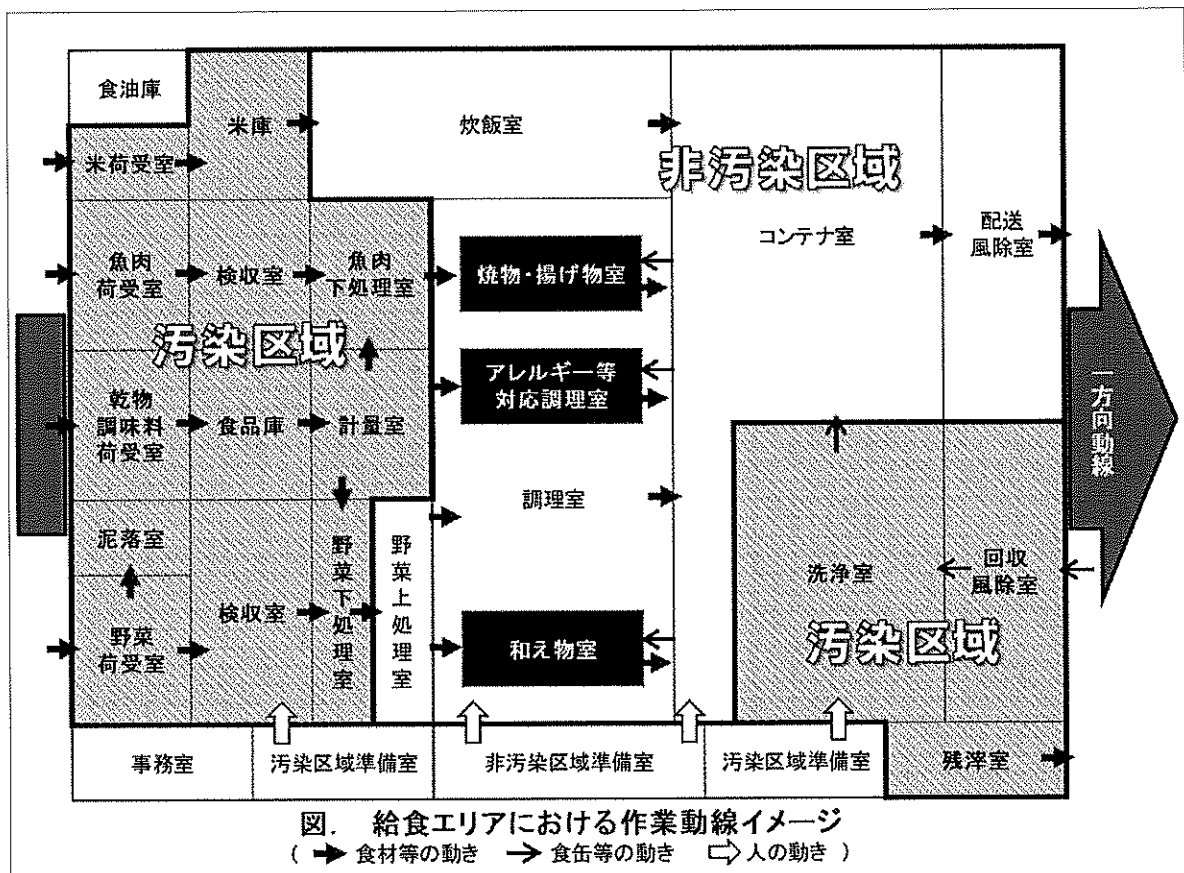 食油庫
米庫
炊飯室
米荷受室
非汚染区域
コンテナ室
配送
風除室
魚肉
荷受室
検収室
魚肉
下処理室
焼物・揚げ物室
汚染区域
アレルギー等
対応調理室
乾物
調味料
荷受室
食品庫
計量室
一方向動線
調理室
泥落室
野菜下処理室
野菜上処理室
洗浄室
回収
風除室
検収室
野菜
荷受室
和え物室
汚染区域
事務室
汚染区域準備室
非汚染区域準備室
汚染区域準備室
残滓室
図. 給食エリアにおける作業動線イメージ
( ➡ 食材等の動き → 食缶等の動き ⇨ 人の動き )